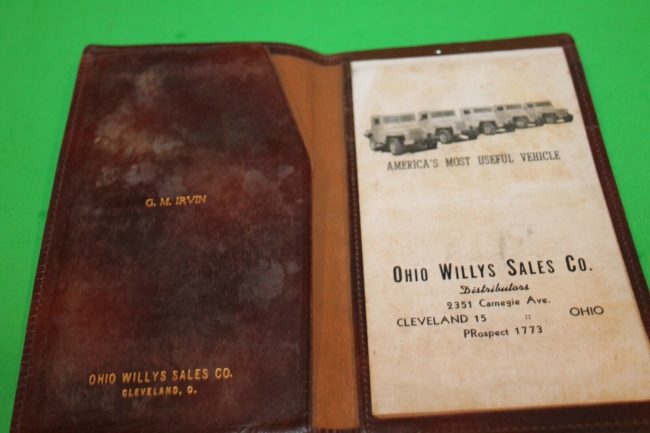 G. M. IRVIN
OHIO WILLYS SALES CO.
CLEVELAND, O.
AMERICA'S MOST USEFUL VEHICLE
OHIO WILLYS SALES CO.
Distributors
2351 Carnegie Ave.
CLEVELAND 15 :: OHIO
PRospect 1773